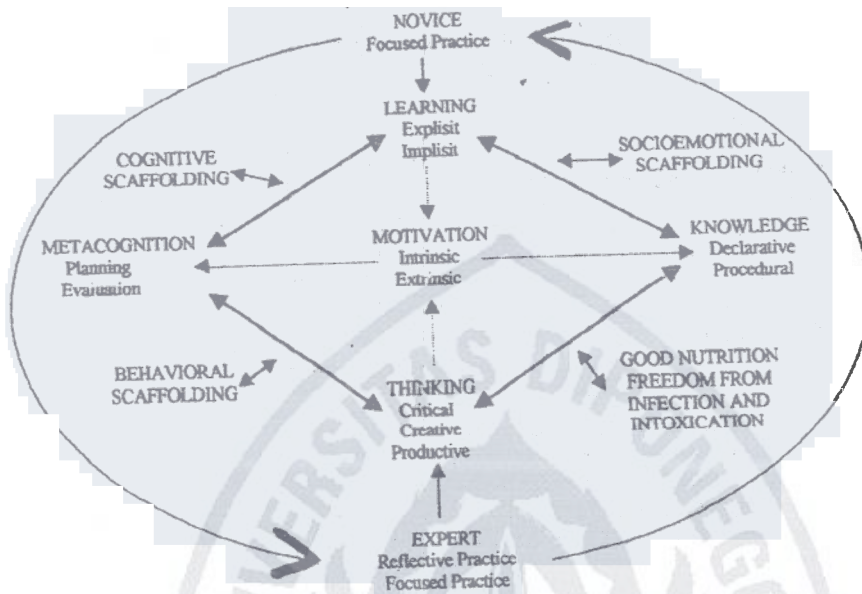 NOVICE
Focused Practice
LEARNING
Explisit
Implisit
COGNITIVE
SCAFFOLDING
SOCIOEMOTIONAL
SCAFFOLDING
METACOGNITION
Planning
Evaluation
MOTIVATION
Intrinsic
Extrinsic
KNOWLEDGE
Declarative
Procedural
BEHAVIORAL
SCAFFOLDING
THINKING
Critical
Creative
Productive
GOOD NUTRITION
FREEDOM FROM
INFECTION AND
INTOXICATION
EXPERT
Reflective Practice
Focused Practice